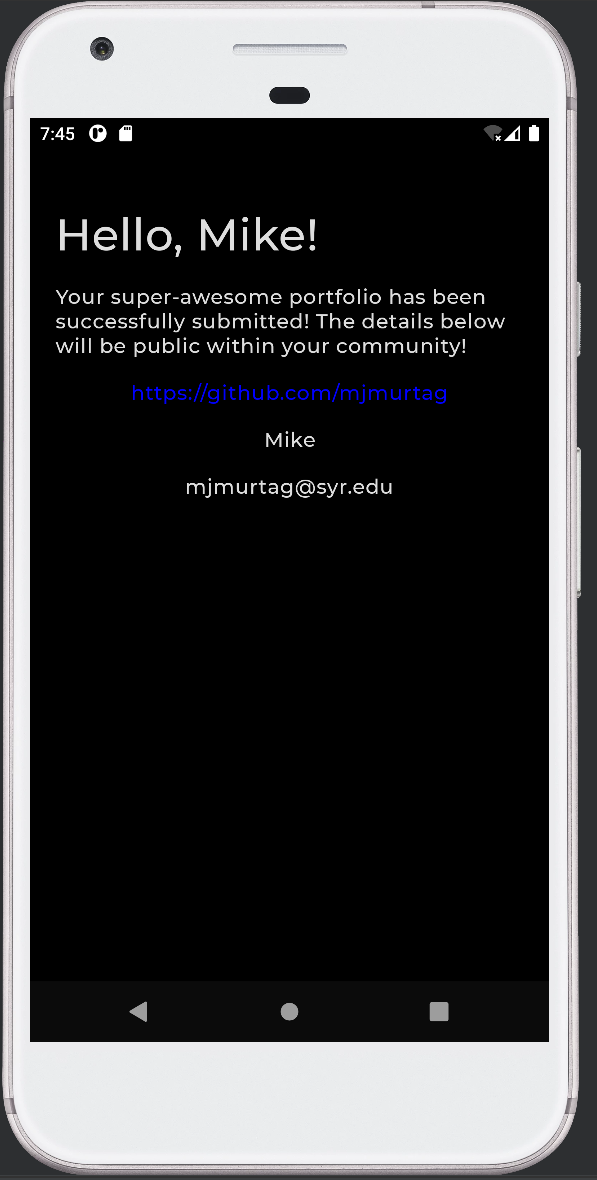 7:45
Hello, Mike!
Your super-awesome portfolio has been
successfully submitted! The details below
will be public within your community!
https://github.com/mjmurtag
Mike
mjmurtag@syr.edu